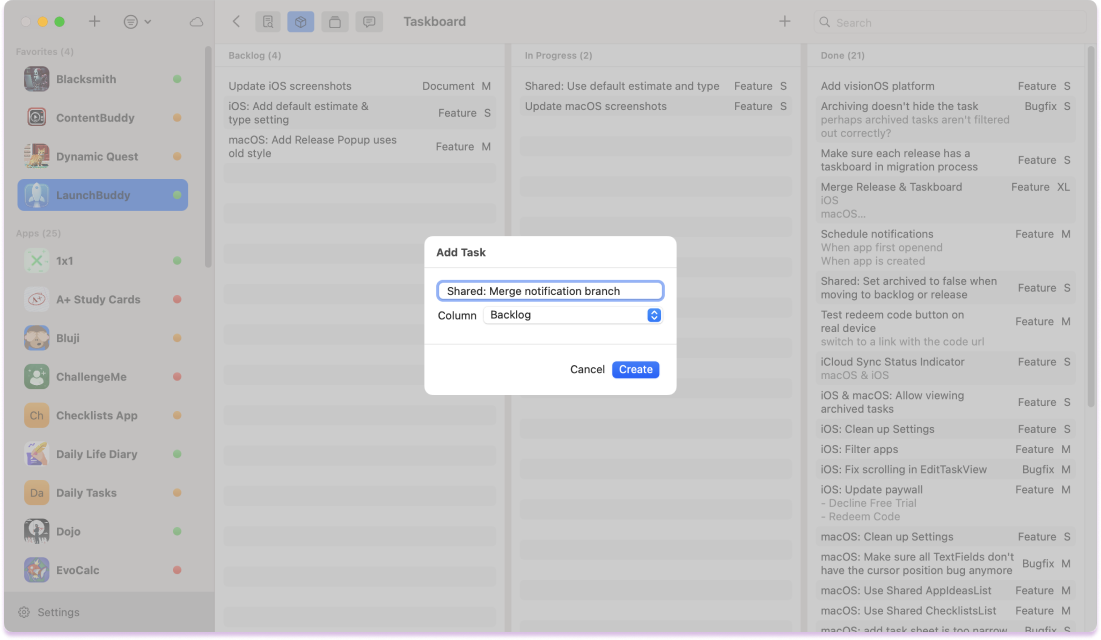 Taskboard
Search
Favorites (4)
Blacksmith
ContentBuddy
Dynamic Quest
LaunchBuddy
Apps (25)
1x1
A+ Study Cards
Bluji
ChallengeMe
Ch Checklists App
Daily Life Diary
Da Daily Tasks
Dojo
EvoCalc
Settings
Backlog (4)
Update iOS screenshots Document M
iOS: Add default estimate &
type setting Feature S
macOS: Add Release Popup uses
old style Feature M
In Progress (2)
Shared: Use default estimate and type Feature S
Update macOS screenshots Feature S
Add Task
Shared: Merge notification branch
Column Backlog
Cancel Create
Done (21)
Add visionOS platform Feature S
Archiving doesn't hide the task Bugfix S
perhaps archived tasks aren't filtered
out correctly?
Make sure each release has a
taskboard in migration process Feature S
Merge Release & Taskboard Feature XL
iOS
macOS...
Schedule notifications Feature M
When app first openend
When app is created
Shared: Set archived to false when
moving to backlog or release Feature S
Test redeem code button on
real device Feature M
switch to a link with the code url
iCloud Sync Status Indicator Feature S
macOS & iOS
iOS & macOS: Allow viewing
archived tasks Feature S
iOS: Clean up Settings Feature S
iOS: Filter apps Feature M
iOS: Fix scrolling in EditTaskView Bugfix M
iOS: Update paywall Feature M
- Decline Free Trial
- Redeem Code
macOS: Clean up Settings Feature S
macOS: Make sure all TextFields don't
have the cursor position bug anymore Bugfix M
macOS: Use Shared AppIdeasList Feature M
macOS: Use Shared ChecklistsList Feature M
macOS: add task sheet is too narrow Bugfix S